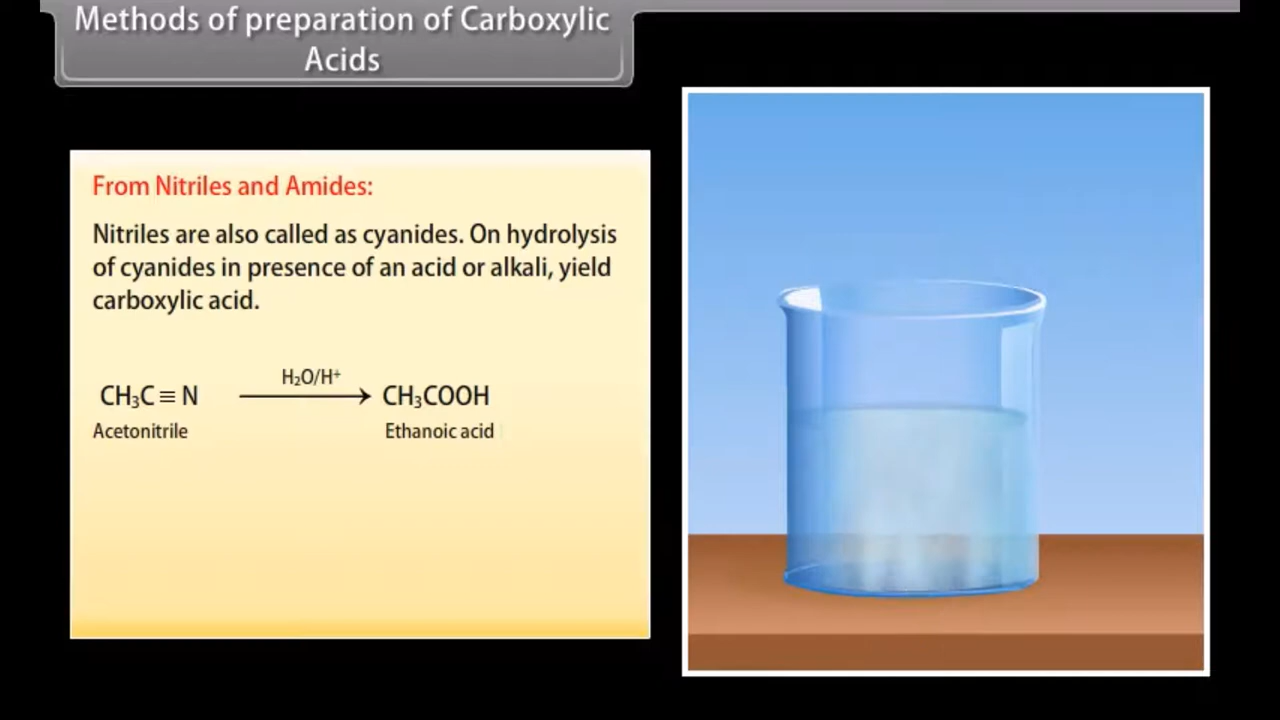 Methods of preparation of Carboxylic
Acids
From Nitriles and Amides:
Nitriles are also called as cyanides. On hydrolysis
of cyanides in presence of an acid or alkali, yield
carboxylic acid.
H₂O/H⁺
CH₃C≡N ⟶ CH₃COOH
Acetonitrile Ethanoic acid